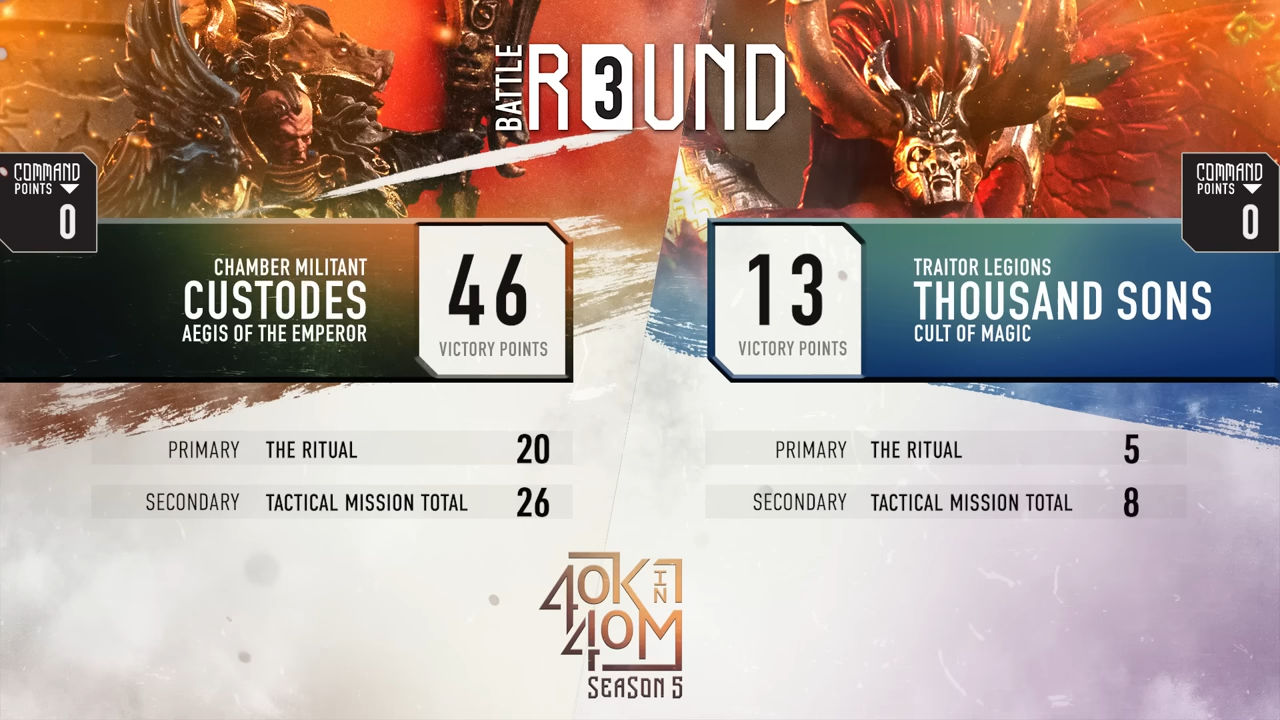 BATTLE
ROUND
3
COMMAND
POINTS
0
COMMAND
POINTS
0
CHAMBER MILITANT
CUSTODES
AEGIS OF THE EMPEROR
46
VICTORY POINTS
13
VICTORY POINTS
TRAITOR LEGIONS
THOUSAND SONS
CULT OF MAGIC
PRIMARY THE RITUAL 20
SECONDARY TACTICAL MISSION TOTAL 26
PRIMARY THE RITUAL 5
SECONDARY TACTICAL MISSION TOTAL 8
40K IN
40M
SEASON 5